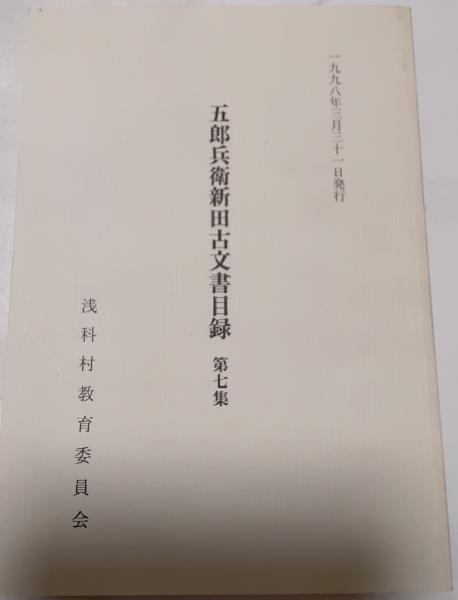 一九九八年三月三十一日発行
五郎兵衛新田古文書目録 第七集
浅科村教育委員会